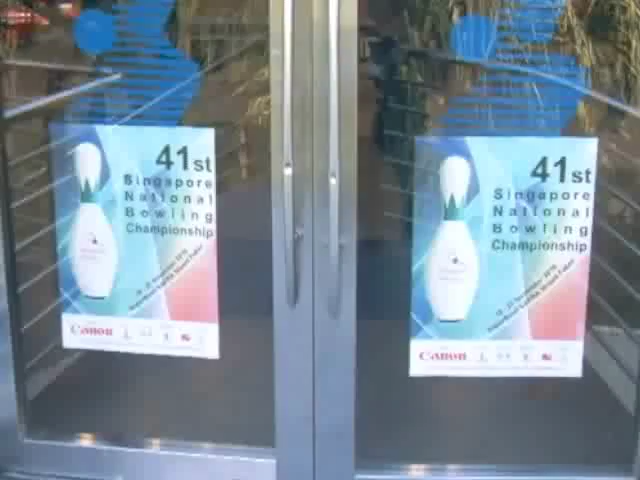 41st
Singapore
National
Bowling
Championship
Canon
41st
Singapore
National
Bowling
Championship
Canon